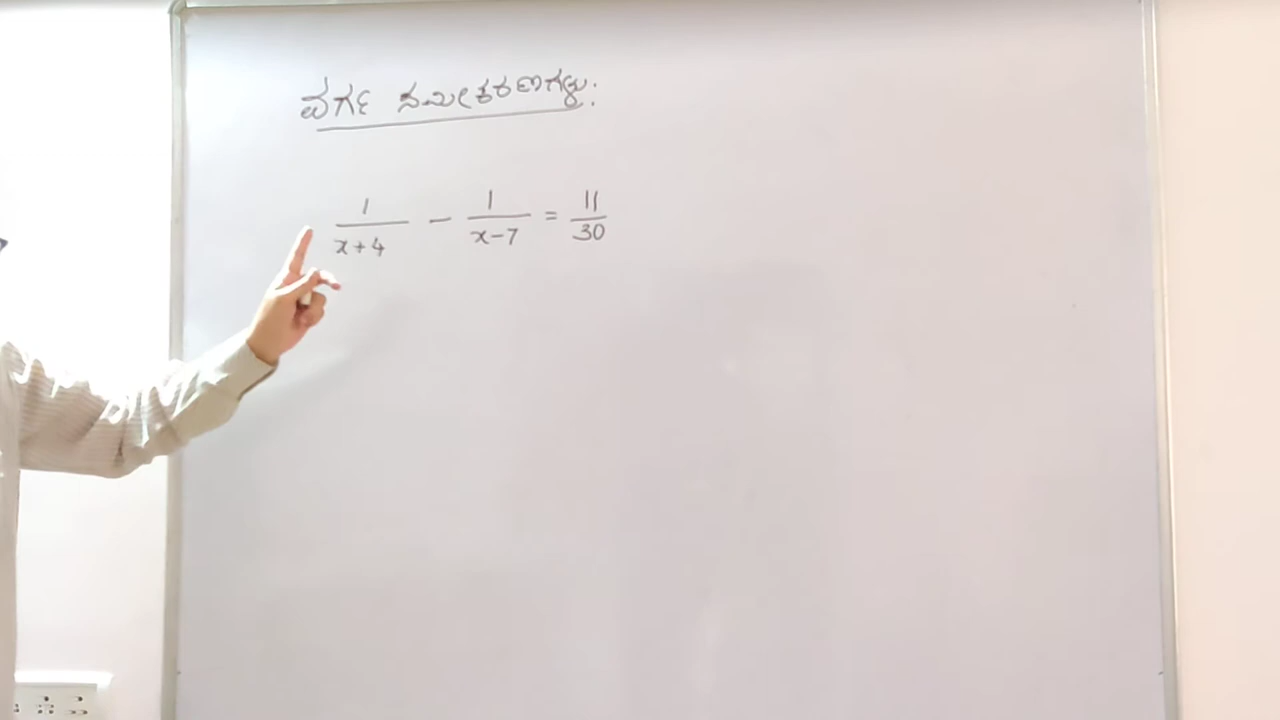 ವರ್ಗ ಸಮೀಕರಣಗಳು:
1/(x+4) - 1/(x-7) = 11/30